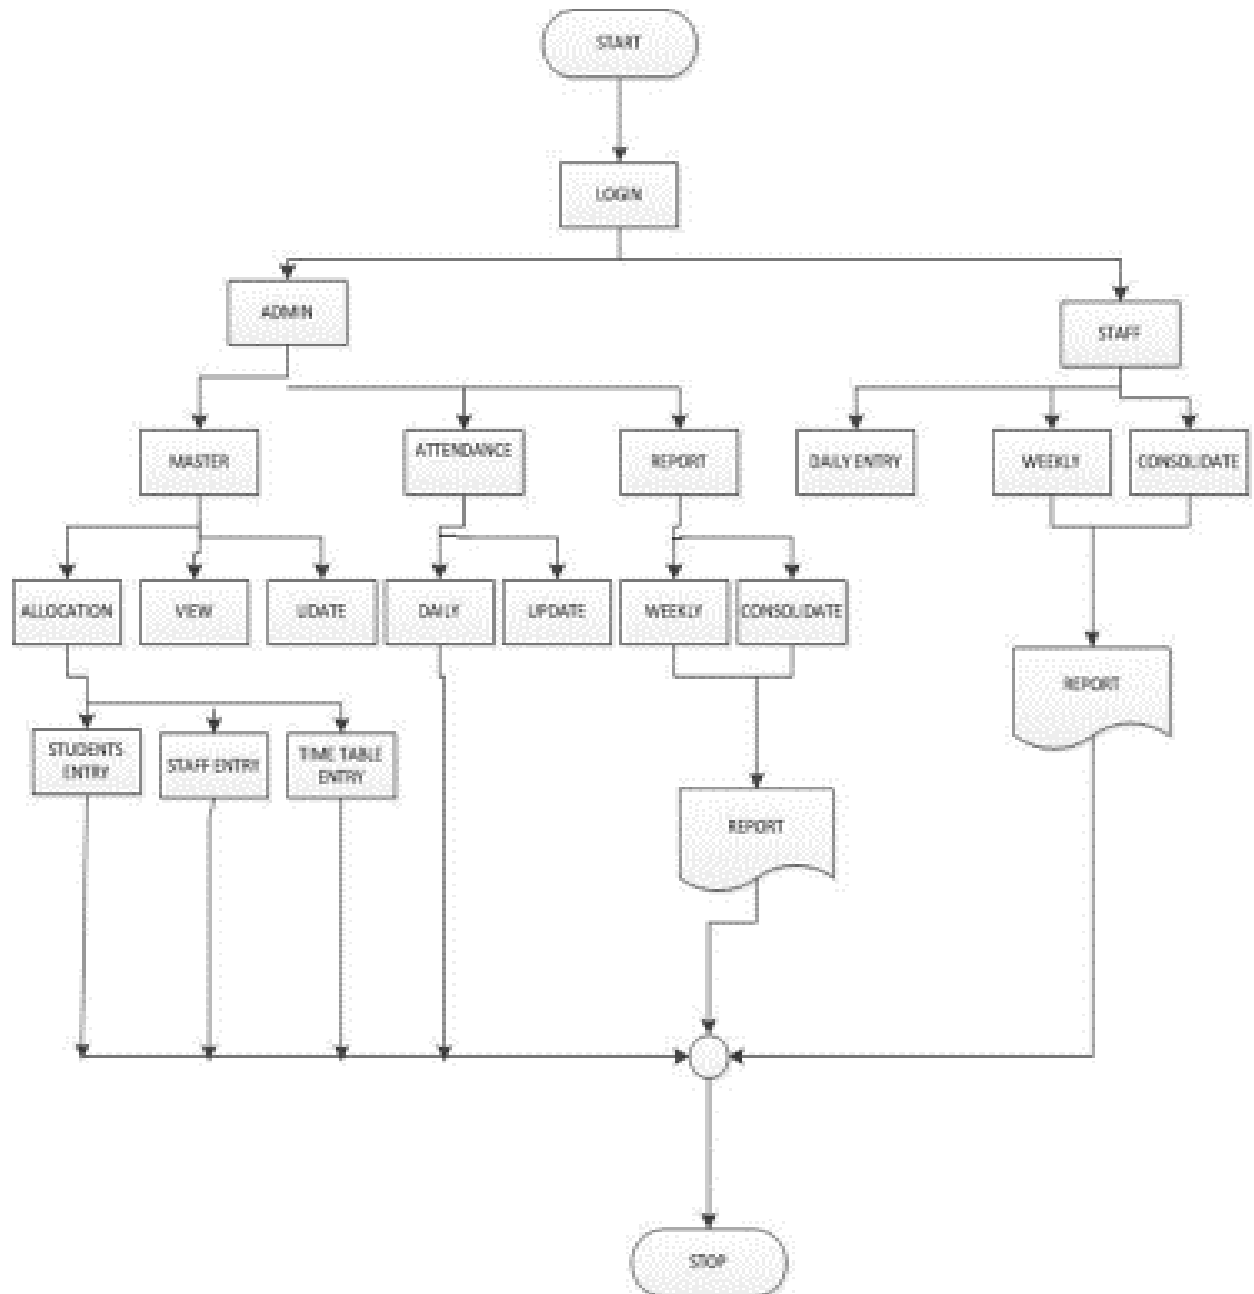 START
LOGIN
ADMIN
STAFF
MASTER
ATTENDANCE
REPORT
DAILY ENTRY
WEEKLY
CONSOLIDATE
ALLOCATION
VIEW
UDATE
DAILY
UPDATE
WEEKLY
CONSOLIDATE
REPORT
STUDENTS
ENTRY
STAFF ENTRY
TIME TABLE
ENTRY
REPORT
STOP